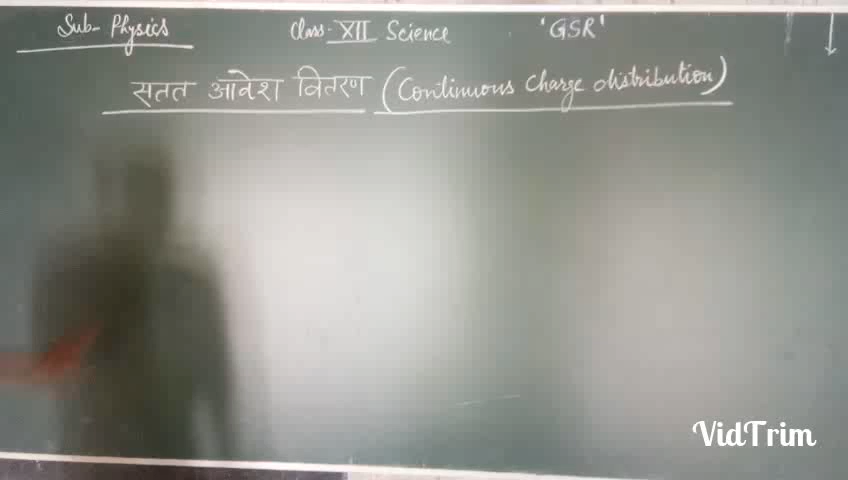 Sub- Physics Class- XII Science 'GSR'
सतत आवेश वितरण (Continuous Charge distribution)
VidTrim